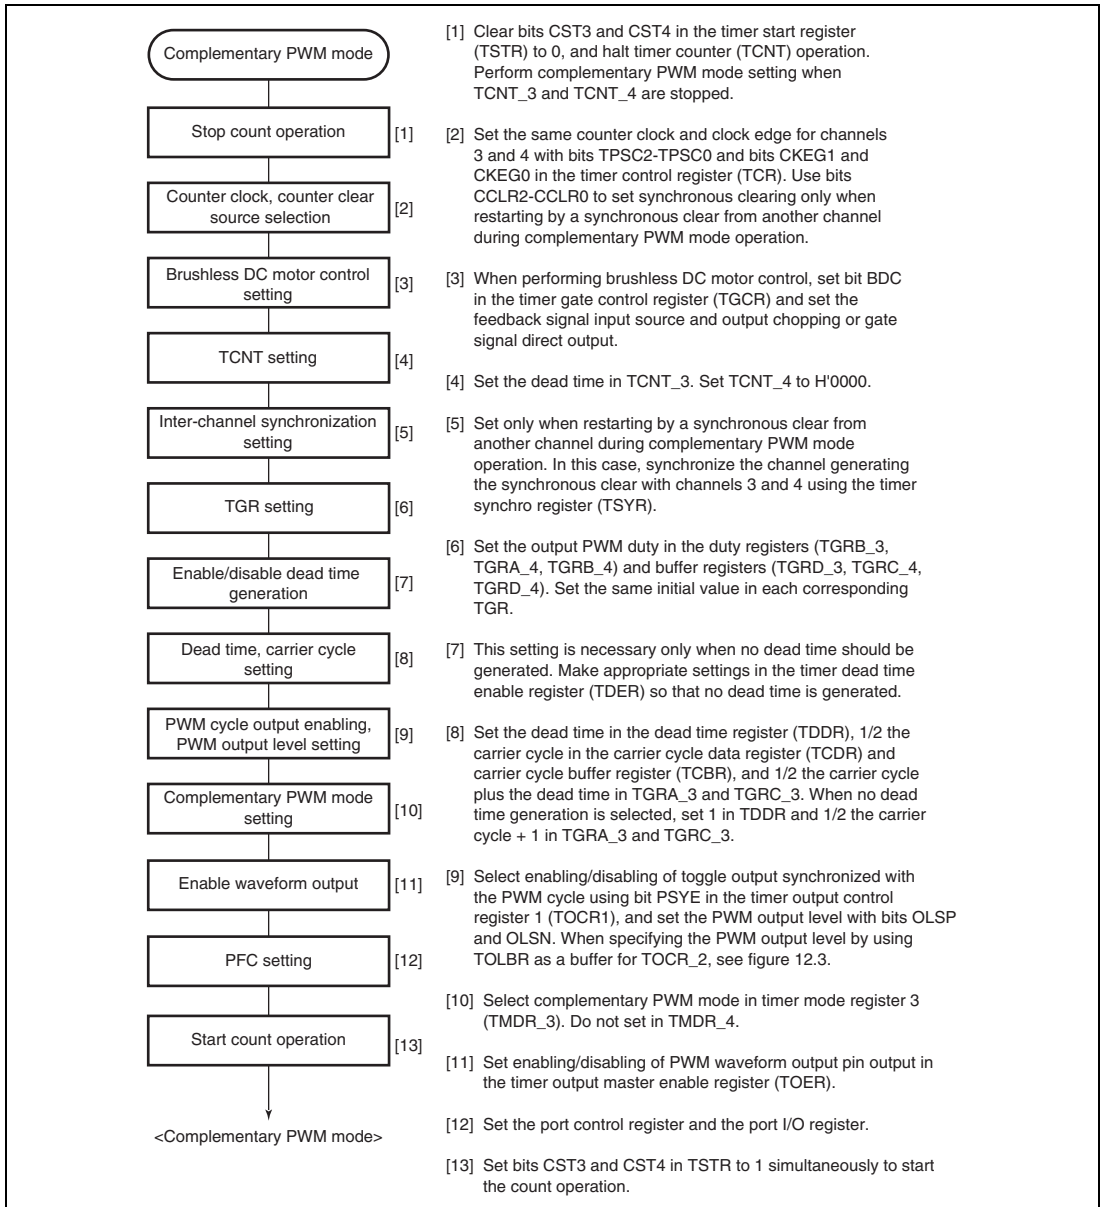 Complementary PWM mode
Stop count operation
[1]
Counter clock, counter clear
source selection
[2]
Brushless DC motor control
setting
[3]
TCNT setting
[4]
Inter-channel synchronization
setting
[5]
TGR setting
[6]
Enable/disable dead time
generation
[7]
Dead time, carrier cycle
setting
[8]
PWM cycle output enabling,
PWM output level setting
[9]
Complementary PWM mode
setting
[10]
Enable waveform output
[11]
PFC setting
[12]
Start count operation
[13]
<Complementary PWM mode>
[1] Clear bits CST3 and CST4 in the timer start register
(TSTR) to 0, and halt timer counter (TCNT) operation.
Perform complementary PWM mode setting when
TCNT_3 and TCNT_4 are stopped.
[2] Set the same counter clock and clock edge for channels
3 and 4 with bits TPSC2-TPSC0 and bits CKEG1 and
CKEG0 in the timer control register (TCR). Use bits
CCLR2-CCLR0 to set synchronous clearing only when
restarting by a synchronous clear from another channel
during complementary PWM mode operation.
[3] When performing brushless DC motor control, set bit BDC
in the timer gate control register (TGCR) and set the
feedback signal input source and output chopping or gate
signal direct output.
[4] Set the dead time in TCNT_3. Set TCNT_4 to H'0000.
[5] Set only when restarting by a synchronous clear from
another channel during complementary PWM mode
operation. In this case, synchronize the channel generating
the synchronous clear with channels 3 and 4 using the timer
synchro register (TSYR).
[6] Set the output PWM duty in the duty registers (TGRB_3,
TGRA_4, TGRB_4) and buffer registers (TGRD_3, TGRC_4,
TGRD_4). Set the same initial value in each corresponding
TGR.
[7] This setting is necessary only when no dead time should be
generated. Make appropriate settings in the timer dead time
enable register (TDER) so that no dead time is generated.
[8] Set the dead time in the dead time register (TDDR), 1/2 the
carrier cycle in the carrier cycle data register (TCDR) and
carrier cycle buffer register (TCBR), and 1/2 the carrier cycle
plus the dead time in TGRA_3 and TGRC_3. When no dead
time generation is selected, set 1 in TDDR and 1/2 the carrier
cycle + 1 in TGRA_3 and TGRC_3.
[9] Select enabling/disabling of toggle output synchronized with
the PWM cycle using bit PSYE in the timer output control
register 1 (TOCR1), and set the PWM output level with bits OLSP
and OLSN. When specifying the PWM output level by using
TOLBR as a buffer for TOCR_2, see figure 12.3.
[10] Select complementary PWM mode in timer mode register 3
(TMDR_3). Do not set in TMDR_4.
[11] Set enabling/disabling of PWM waveform output pin output in
the timer output master enable register (TOER).
[12] Set the port control register and the port I/O register.
[13] Set bits CST3 and CST4 in TSTR to 1 simultaneously to start
the count operation.